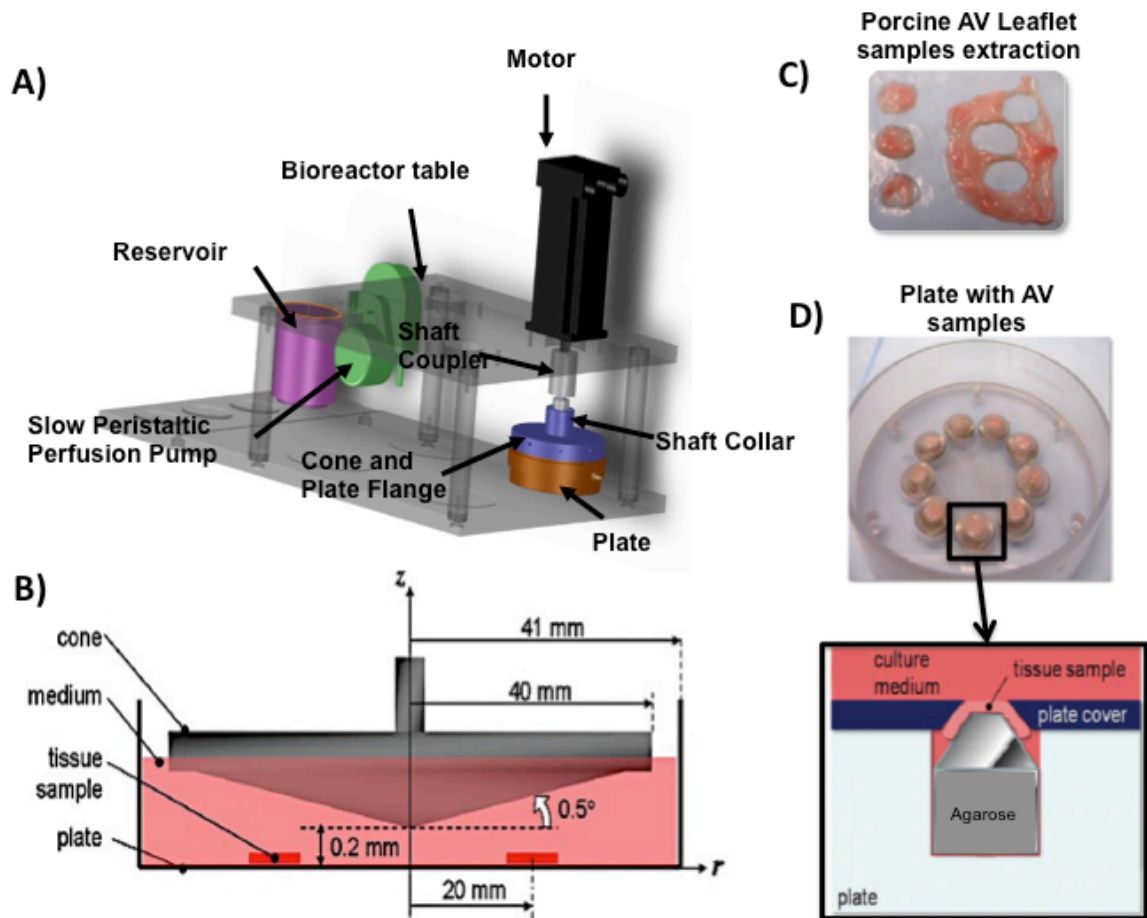 A)
Motor
Bioreactor table
Reservoir
Shaft
Coupler
Slow Peristaltic
Perfusion Pump
Cone and
Plate Flange
Shaft Collar
Plate
B)
z
41 mm
cone
40 mm
medium
tissue
sample
0.5°
0.2 mm
plate
r
20 mm
C)
Porcine AV Leaflet
samples extraction
D)
Plate with AV
samples
culture
medium
tissue sample
plate cover
Agarose
plate